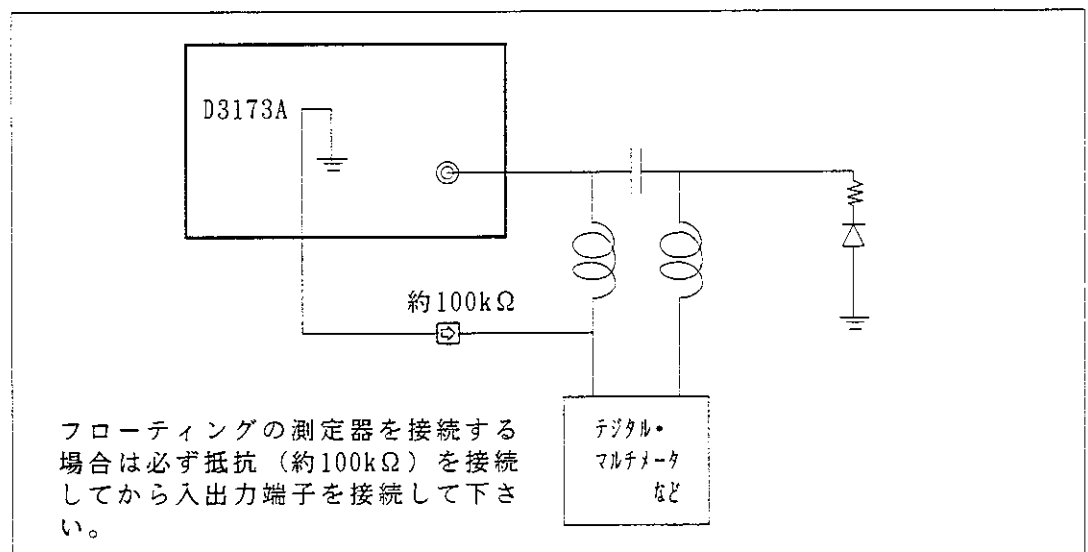 D3173A
約100kΩ
フローティングの測定器を接続する
場合は必ず抵抗（約100kΩ）を接続
してから入出力端子を接続して下さ
い。
デジタル・
マルチメータ
など